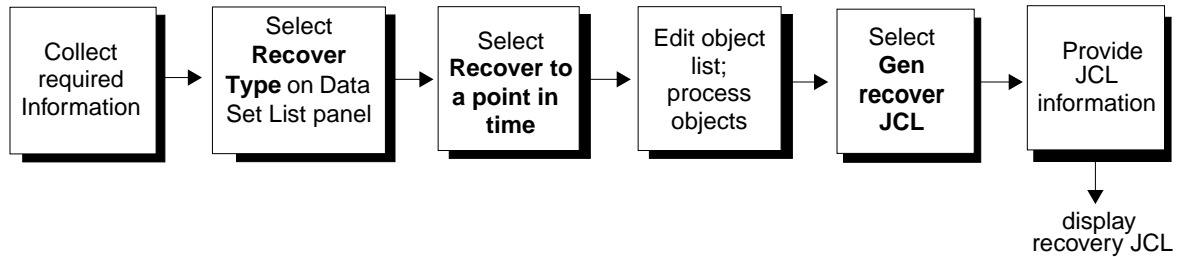 Collect
required
Information
Select
Recover
Type on Data
Set List panel
Select
Recover to
a point in
time
Edit object
list;
process
objects
Select
Gen
recover
JCL
Provide
JCL
information
display
recovery JCL